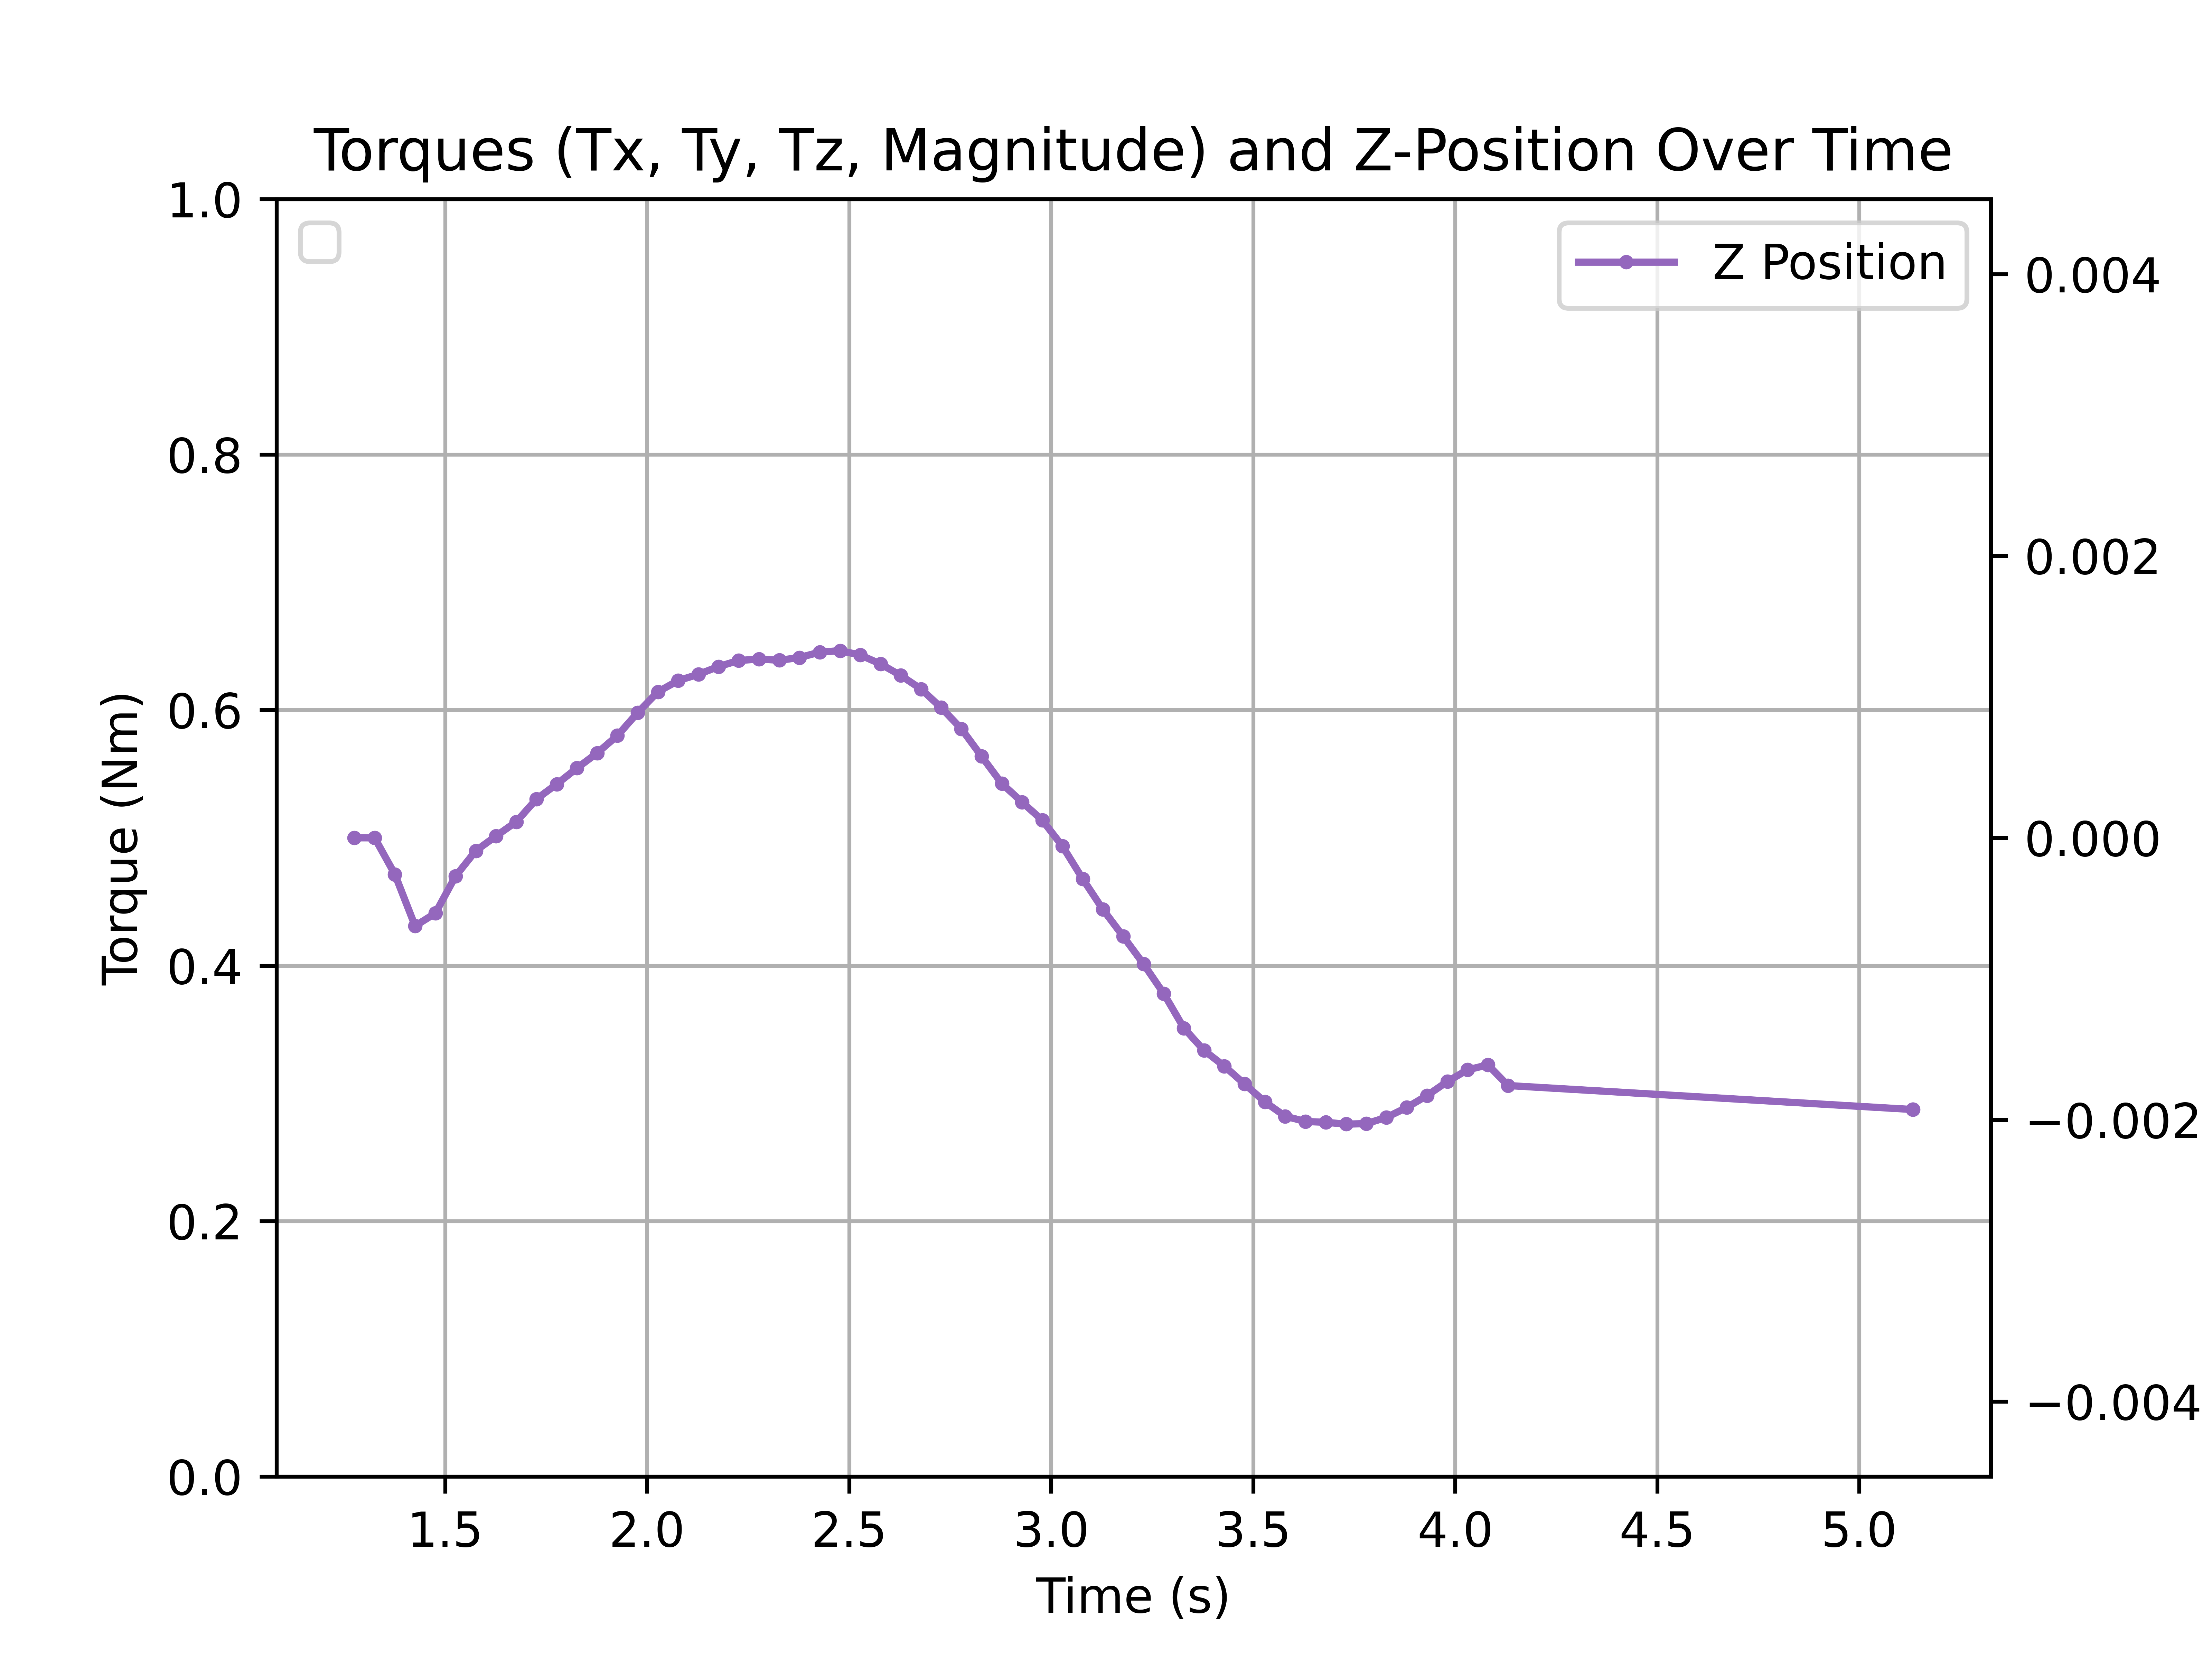 Torques (Tx, Ty, Tz, Magnitude) and Z-Position Over Time
Z Position
Torque (Nm)
1.0
0.8
0.6
0.4
0.2
0.0
0.004
0.002
0.000
−0.002
−0.004
1.5 2.0 2.5 3.0 3.5 4.0 4.5 5.0
Time (s)